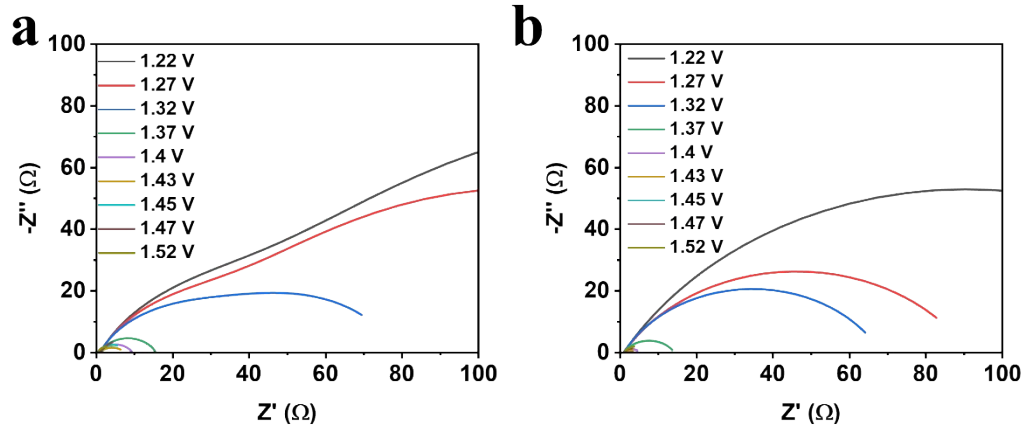 a
100
80
60
40
20
0
-Z'' (Ω)
1.22 V
1.27 V
1.32 V
1.37 V
1.4 V
1.43 V
1.45 V
1.47 V
1.52 V
0 20 40 60 80 100
Z' (Ω)
b
100
80
60
40
20
0
-Z'' (Ω)
1.22 V
1.27 V
1.32 V
1.37 V
1.4 V
1.43 V
1.45 V
1.47 V
1.52 V
0 20 40 60 80 100
Z' (Ω)